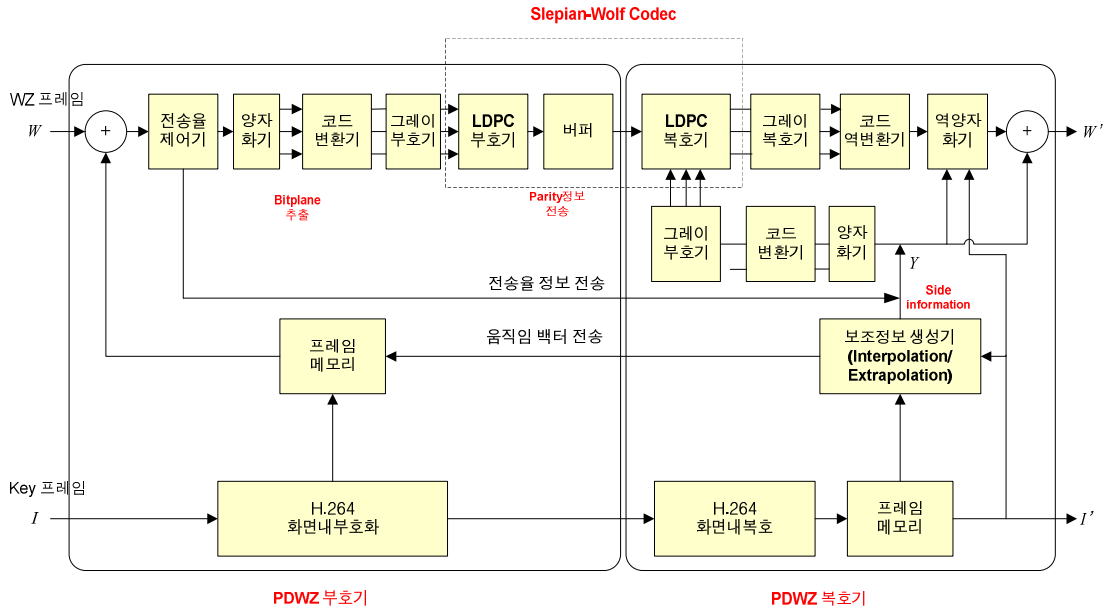 Slepian-Wolf Codec
WZ 프레임
W
+
전송율
제어기
양자
화기
코드
변환기
그레이
부호기
LDPC
부호기
버퍼
LDPC
복호기
그레이
복호기
코드
역변환기
역양자
화기
+
W'
Bitplane
추출
Parity정보
전송
그레이
부호기
코드
변환기
양자
화기
Y
전송율 정보 전송
Side
information
움직임 백터 전송
프레임
메모리
보조정보 생성기
(Interpolation/
Extrapolation)
Key 프레임
I
H.264
화면내부호화
H.264
화면내복호
프레임
메모리
I'
PDWZ 부호기
PDWZ 복호기